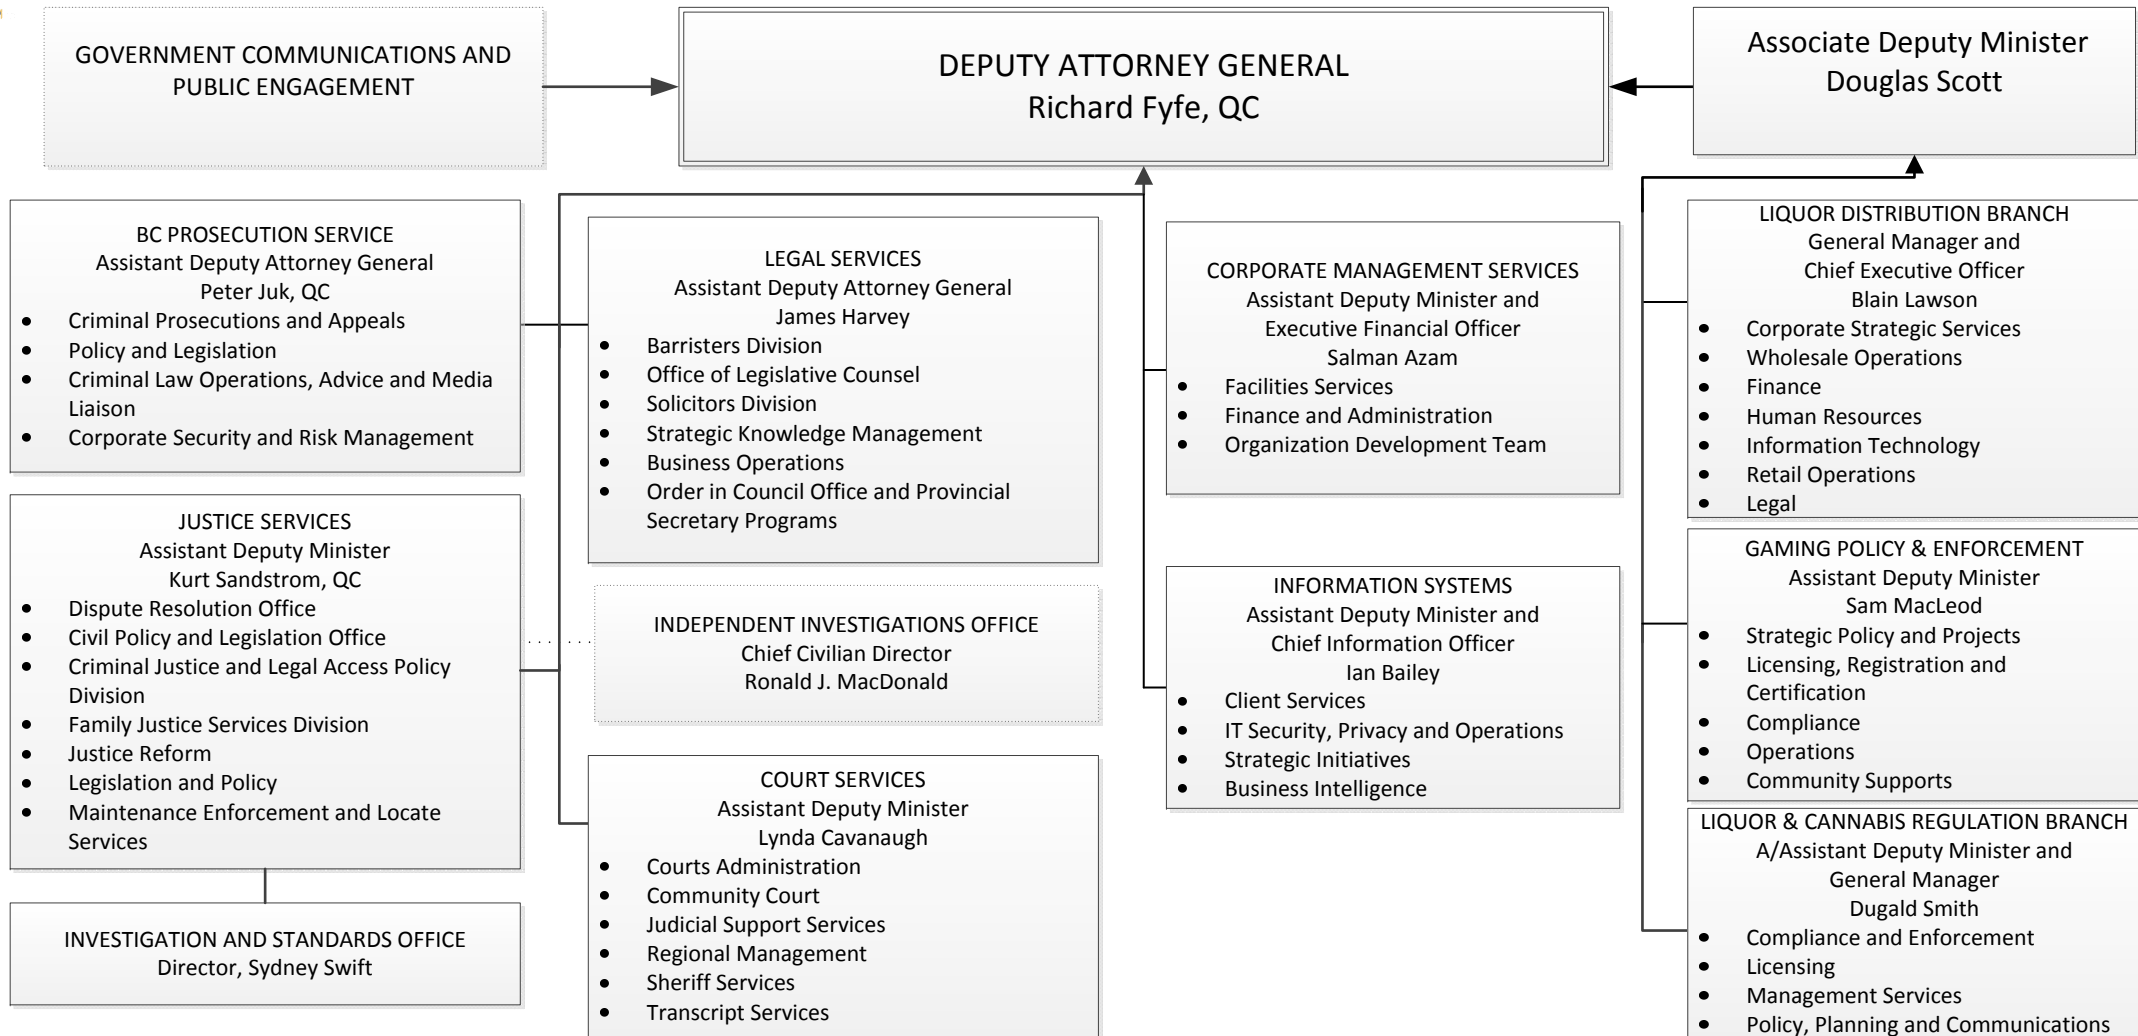 GOVERNMENT COMMUNICATIONS AND
PUBLIC ENGAGEMENT
DEPUTY ATTORNEY GENERAL
Richard Fyfe, QC
Associate Deputy Minister
Douglas Scott
BC PROSECUTION SERVICE
Assistant Deputy Attorney General
Peter Juk, QC
• Criminal Prosecutions and Appeals
• Policy and Legislation
• Criminal Law Operations, Advice and Media
Liaison
• Corporate Security and Risk Management
JUSTICE SERVICES
Assistant Deputy Minister
Kurt Sandstrom, QC
• Dispute Resolution Office
• Civil Policy and Legislation Office
• Criminal Justice and Legal Access Policy
Division
• Family Justice Services Division
• Justice Reform
• Legislation and Policy
• Maintenance Enforcement and Locate
Services
INVESTIGATION AND STANDARDS OFFICE
Director, Sydney Swift
LEGAL SERVICES
Assistant Deputy Attorney General
James Harvey
• Barristers Division
• Office of Legislative Counsel
• Solicitors Division
• Strategic Knowledge Management
• Business Operations
• Order in Council Office and Provincial
Secretary Programs
INDEPENDENT INVESTIGATIONS OFFICE
Chief Civilian Director
Ronald J. MacDonald
COURT SERVICES
Assistant Deputy Minister
Lynda Cavanaugh
• Courts Administration
• Community Court
• Judicial Support Services
• Regional Management
• Sheriff Services
• Transcript Services
CORPORATE MANAGEMENT SERVICES
Assistant Deputy Minister and
Executive Financial Officer
Salman Azam
• Facilities Services
• Finance and Administration
• Organization Development Team
INFORMATION SYSTEMS
Assistant Deputy Minister and
Chief Information Officer
Ian Bailey
• Client Services
• IT Security, Privacy and Operations
• Strategic Initiatives
• Business Intelligence
LIQUOR DISTRIBUTION BRANCH
General Manager and
Chief Executive Officer
Blain Lawson
• Corporate Strategic Services
• Wholesale Operations
• Finance
• Human Resources
• Information Technology
• Retail Operations
• Legal
GAMING POLICY & ENFORCEMENT
Assistant Deputy Minister
Sam MacLeod
• Strategic Policy and Projects
• Licensing, Registration and
Certification
• Compliance
• Operations
• Community Supports
LIQUOR & CANNABIS REGULATION BRANCH
A/Assistant Deputy Minister and
General Manager
Dugald Smith
• Compliance and Enforcement
• Licensing
• Management Services
• Policy, Planning and Communications